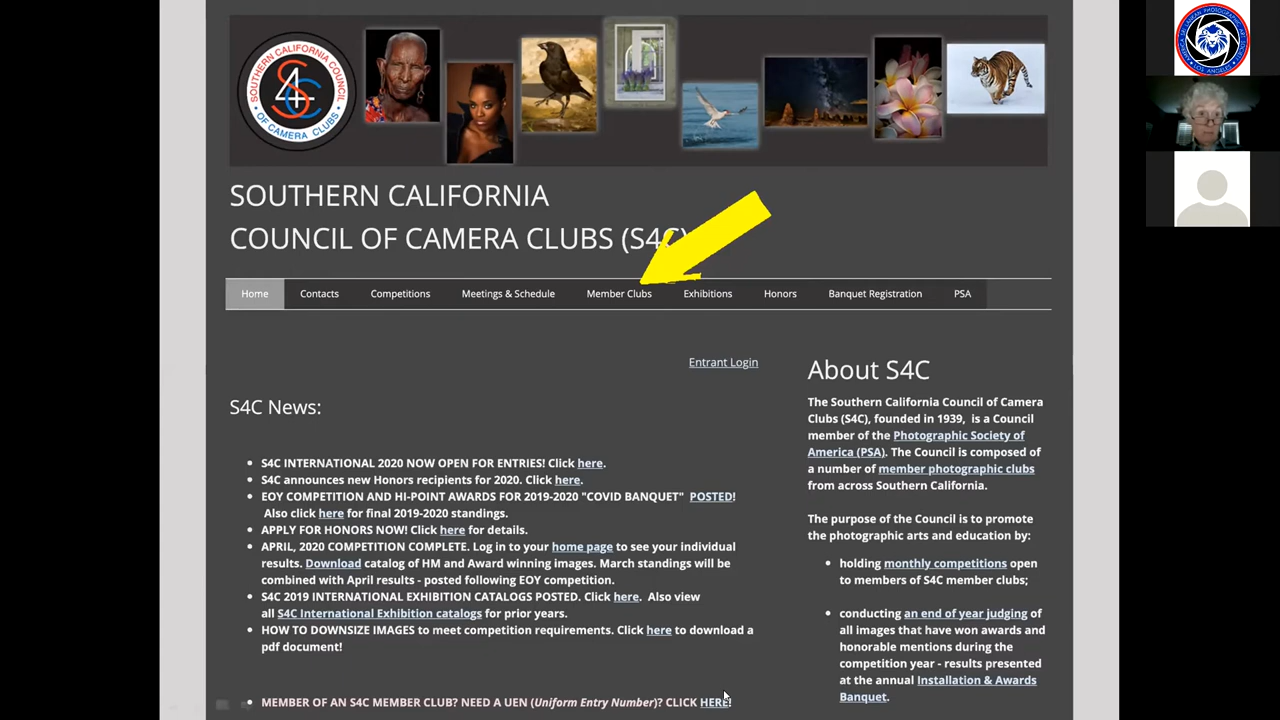 SOUTHERN CALIFORNIA COUNCIL
S4C
OF CAMERA CLUBS
LOS ANGELES
SOUTHERN CALIFORNIA
COUNCIL OF CAMERA CLUBS (S4C)
Home Contacts Competitions Meetings & Schedule Member Clubs Exhibitions Honors Banquet Registration PSA
Entrant Login
S4C News:
S4C INTERNATIONAL 2020 NOW OPEN FOR ENTRIES! Click here.
S4C announces new Honors recipients for 2020. Click here.
EOY COMPETITION AND HI-POINT AWARDS FOR 2019-2020 "COVID BANQUET" POSTED!
Also click here for final 2019-2020 standings.
APPLY FOR HONORS NOW! Click here for details.
APRIL, 2020 COMPETITION COMPLETE. Log in to your home page to see your individual
results. Download catalog of HM and Award winning images. March standings will be
combined with April results - posted following EOY competition.
S4C 2019 INTERNATIONAL EXHIBITION CATALOGS POSTED. Click here. Also view
all S4C International Exhibition catalogs for prior years.
HOW TO DOWNSIZE IMAGES to meet competition requirements. Click here to download a
pdf document!
MEMBER OF AN S4C MEMBER CLUB? NEED A UEN (Uniform Entry Number)? CLICK HERE!
About S4C
The Southern California Council of Camera
Clubs (S4C), founded in 1939, is a Council
member of the Photographic Society of
America (PSA). The Council is composed of
a number of member photographic clubs
from across Southern California.
The purpose of the Council is to promote
the photographic arts and education by:
holding monthly competitions open
to members of S4C member clubs;
conducting an end of year judging of
all images that have won awards and
honorable mentions during the
competition year - results presented
at the annual Installation & Awards
Banquet.